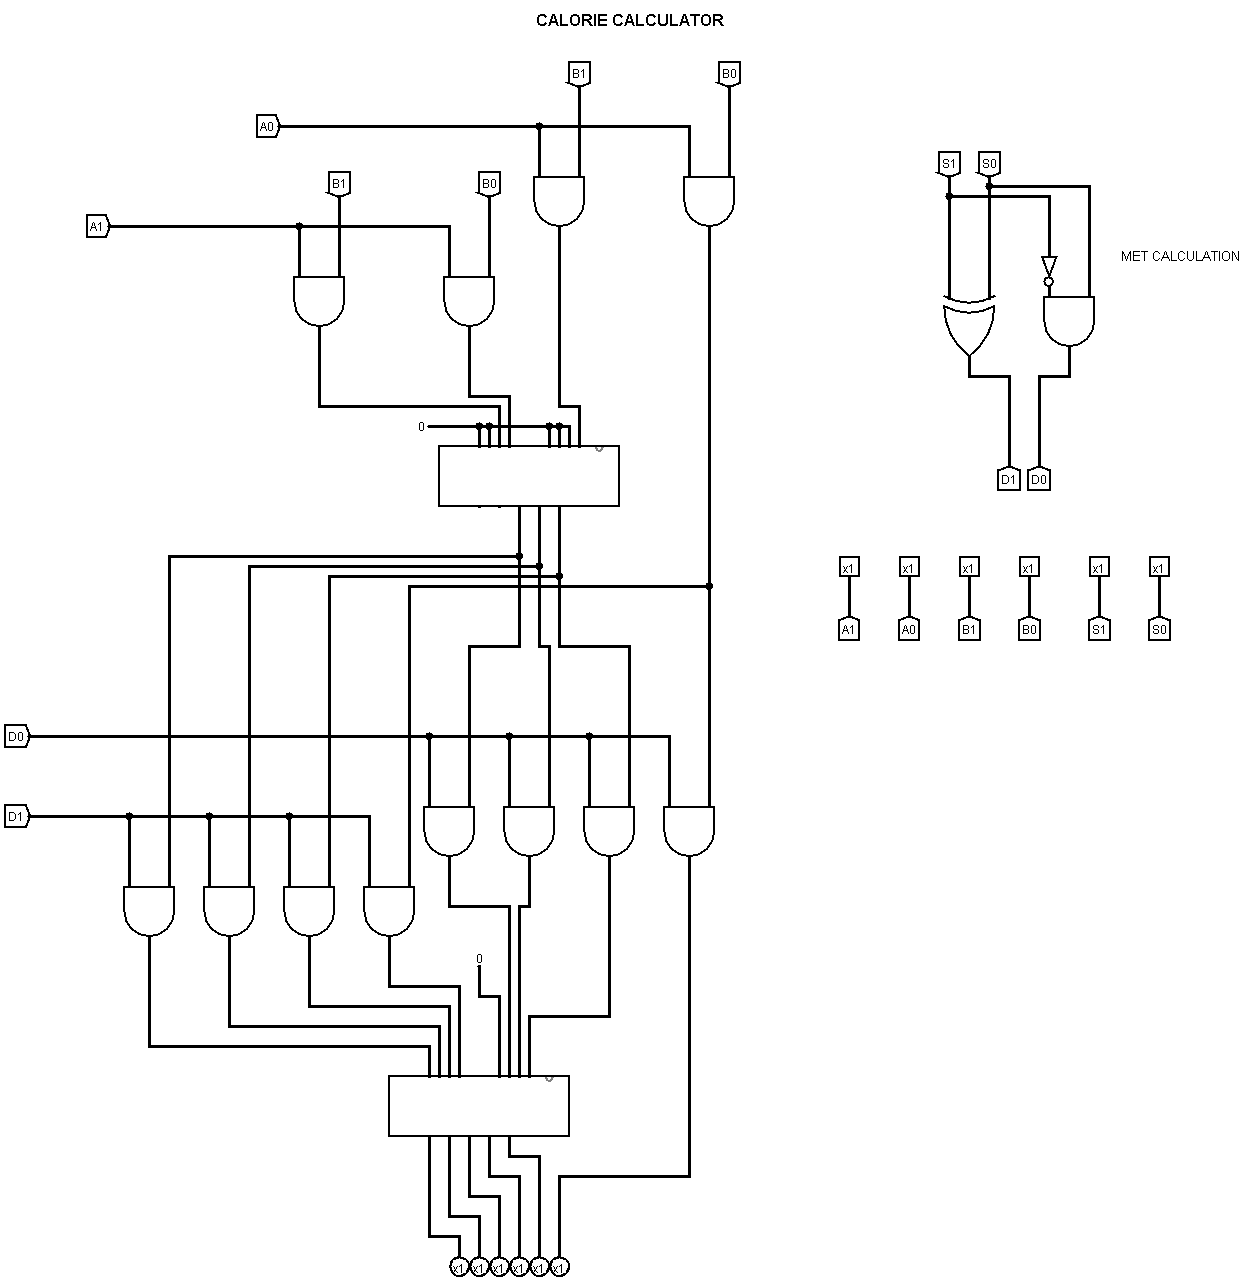 CALORIE CALCULATOR
B1 B0
A0
S1 S0
B1 B0
A1
MET CALCULATION
0
D1 D0
x1 x1 x1 x1 x1 x1
A1 A0 B1 B0 S1 S0
D0
D1
0
x1 x1 x1 x1 x1 x1